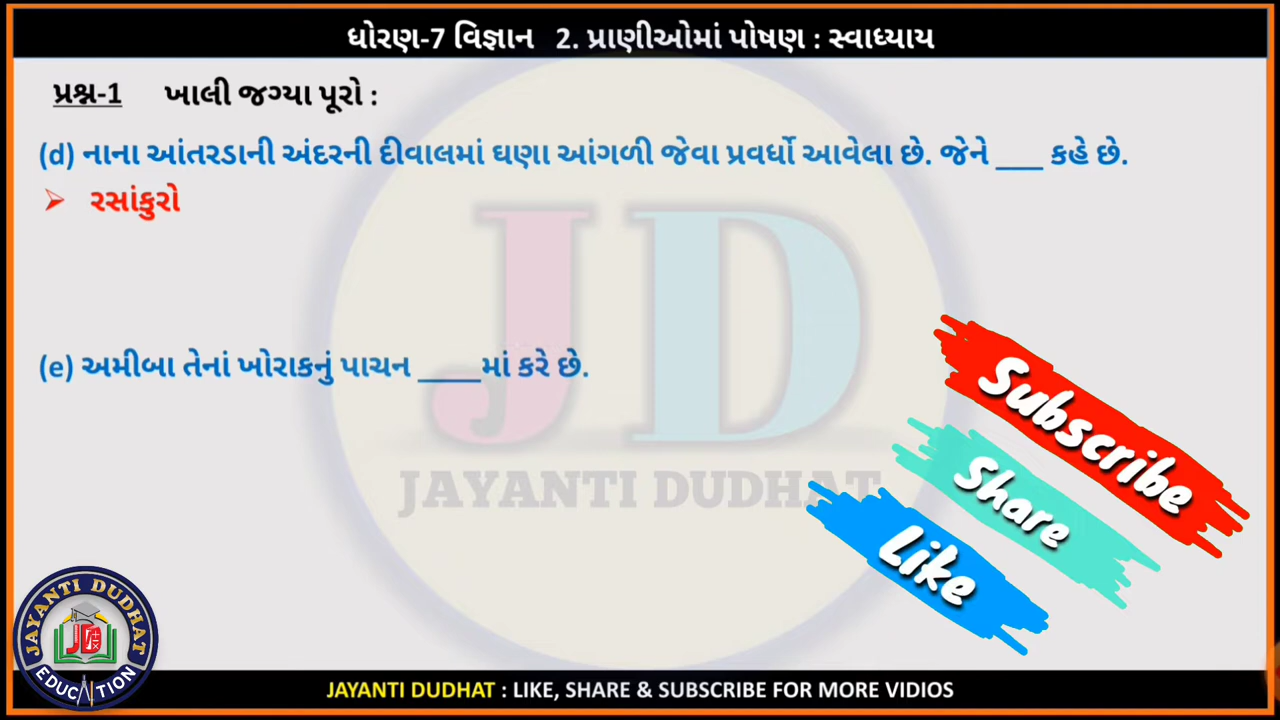 ધોરણ-7 વિજ્ઞાન 2. પ્રાણીઓમાં પોષણ : સ્વાધ્યાય
પ્રશ્ન-1 ખાલી જગ્યા પૂરો :
(d) નાના આંતરડાની અંદરની દીવાલમાં ઘણા આંગળી જેવા પ્રવર્ધો આવેલા છે. જેને ___ કહે છે.
➢ રસાંકુરો
(e) અમીબા તેનાં ખોરાકનું પાચન ____માં કરે છે.
JD
JAYANTI DUDHAT
Subscribe
Share
Like
JAYANTI DUDHAT
JD
EDUCATION
JAYANTI DUDHAT : LIKE, SHARE & SUBSCRIBE FOR MORE VIDIOS